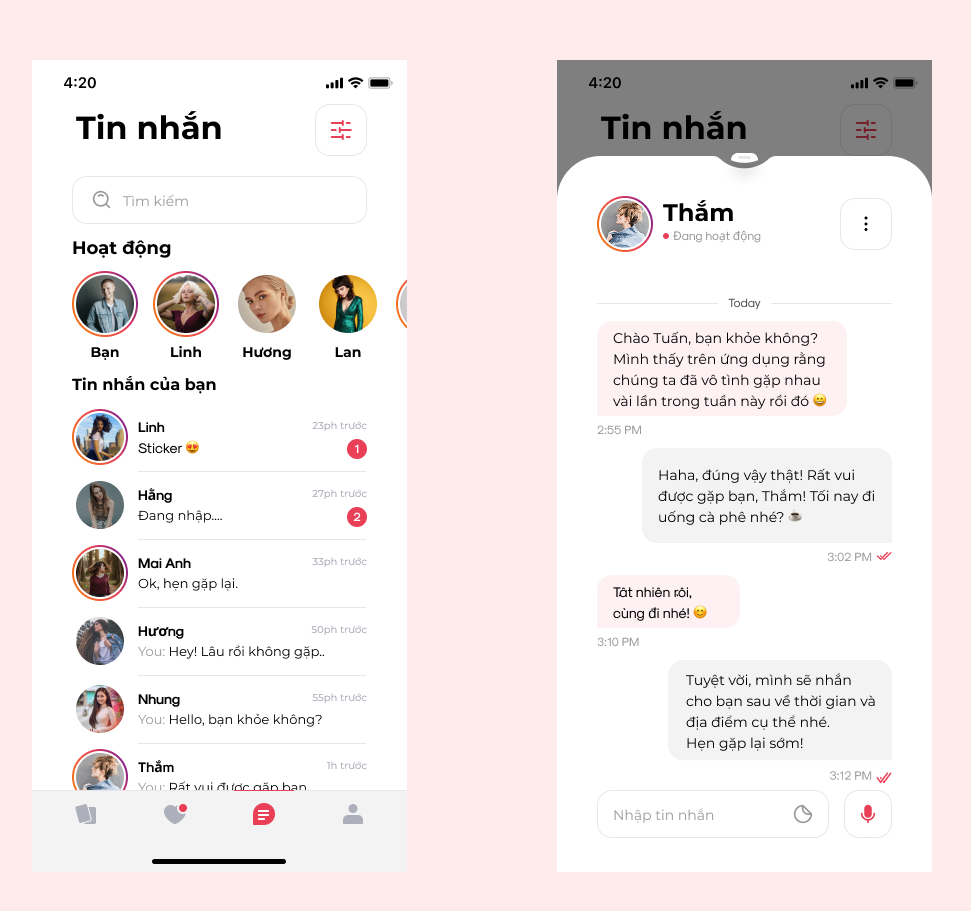 4:20
Tin nhắn
Tìm kiếm
Hoạt động
Bạn
Linh
Hương
Lan
Tin nhắn của bạn
Linh
23ph trước
Sticker 😍
1
Hằng
27ph trước
Đang nhập....
2
Mai Anh
33ph trước
Ok, hẹn gặp lại.
Hương
50ph trước
You: Hey! Lâu rồi không gặp..
Nhung
55ph trước
You: Hello, bạn khỏe không?
Thắm
1h trước
You: Rất vui được gặp bạn
4:20
Tin nhắn
Thắm
Đang hoạt động
Today
Chào Tuấn, bạn khỏe không?
Mình thấy trên ứng dụng rằng
chúng ta đã vô tình gặp nhau
vài lần trong tuần này rồi đó 😄
2:55 PM
Haha, đúng vậy thật! Rất vui
được gặp bạn, Thắm! Tối nay đi
uống cà phê nhé? ☕
3:02 PM
Tất nhiên rồi,
cùng đi nhé! 😊
3:10 PM
Tuyệt vời, mình sẽ nhắn
cho bạn sau về thời gian và
địa điểm cụ thể nhé.
Hẹn gặp lại sớm!
3:12 PM
Nhập tin nhắn